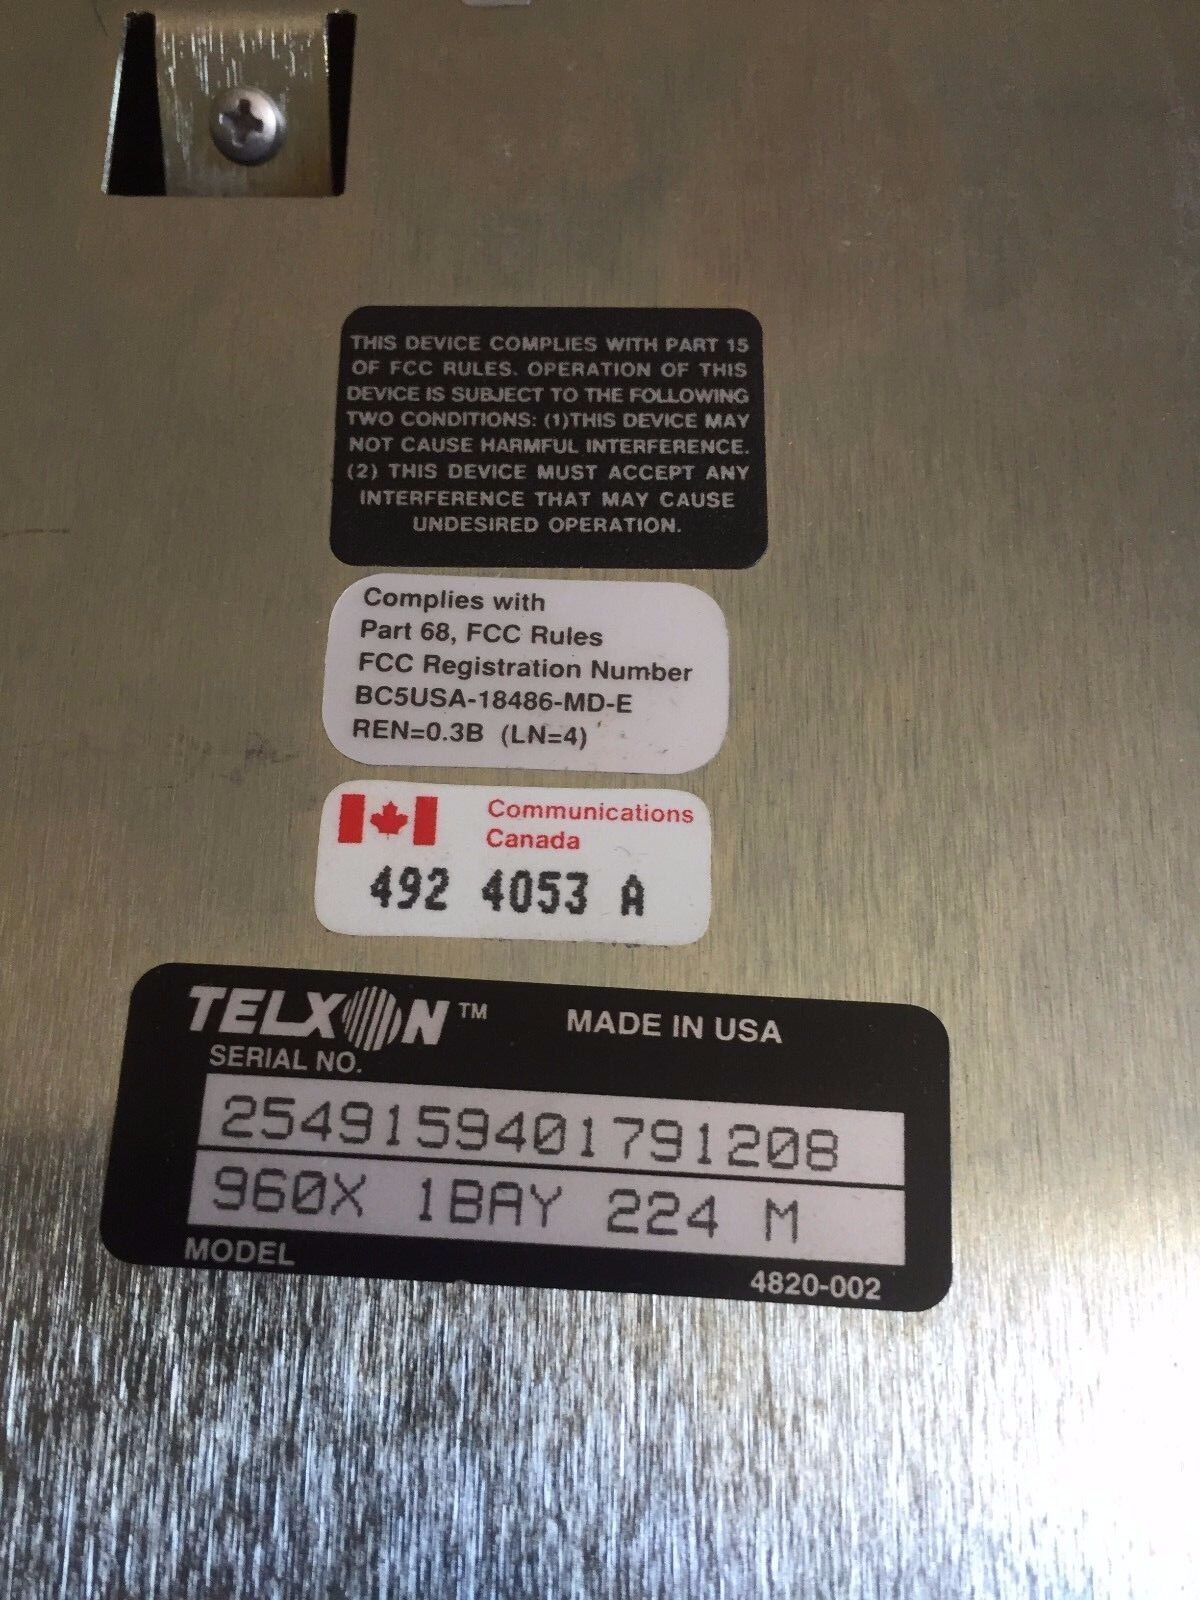 THIS DEVICE COMPLIES WITH PART 15
OF FCC RULES. OPERATION OF THIS
DEVICE IS SUBJECT TO THE FOLLOWING
TWO CONDITIONS: (1)THIS DEVICE MAY
NOT CAUSE HARMFUL INTERFERENCE.
(2) THIS DEVICE MUST ACCEPT ANY
INTERFERENCE THAT MAY CAUSE
UNDESIRED OPERATION.
Complies with
Part 68, FCC Rules
FCC Registration Number
BC5USA-18486-MD-E
REN=0.3B (LN=4)
Communications
Canada
492 4053 A
TELXON™ MADE IN USA
SERIAL NO.
2549159401791208
960X 1BAY 224 M
MODEL
4820-002